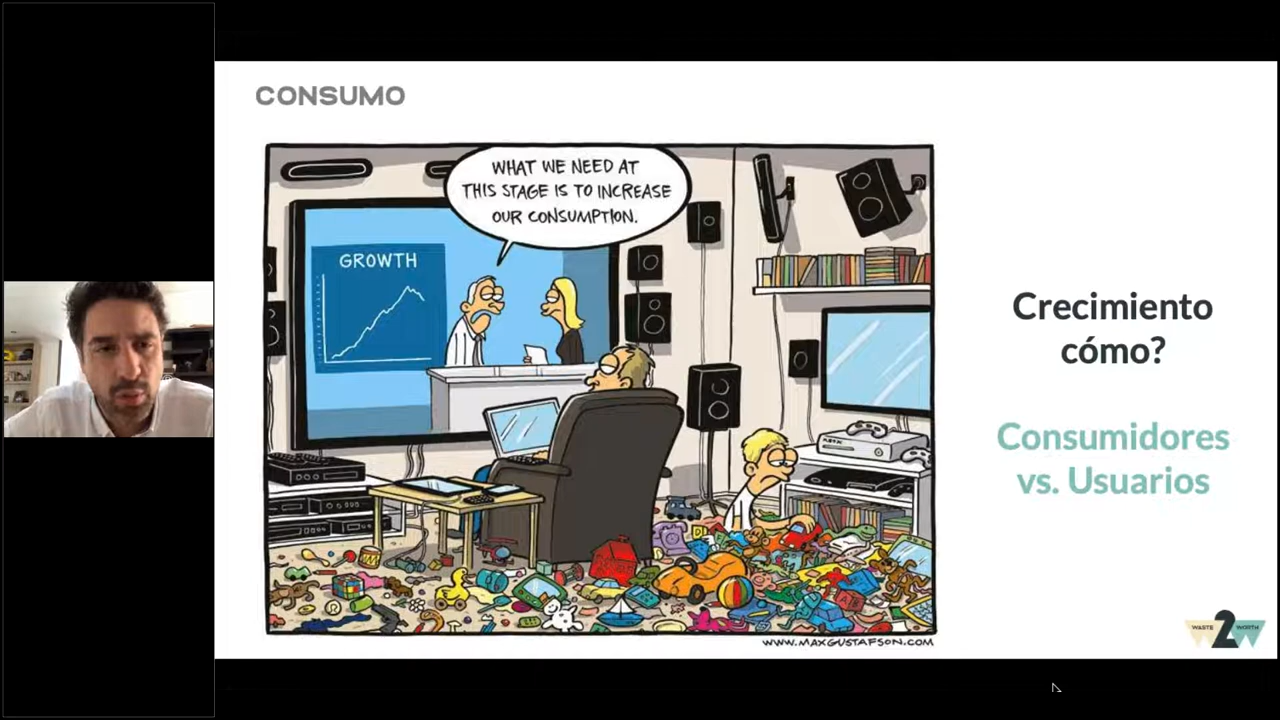 CONSUMO
WHAT WE NEED AT
THIS STAGE IS TO INCREASE
OUR CONSUMPTION.
GROWTH
Crecimiento
cómo?
Consumidores
vs. Usuarios
WWW.MAXGUSTAFSON.COM
WASTE 2 WORTH